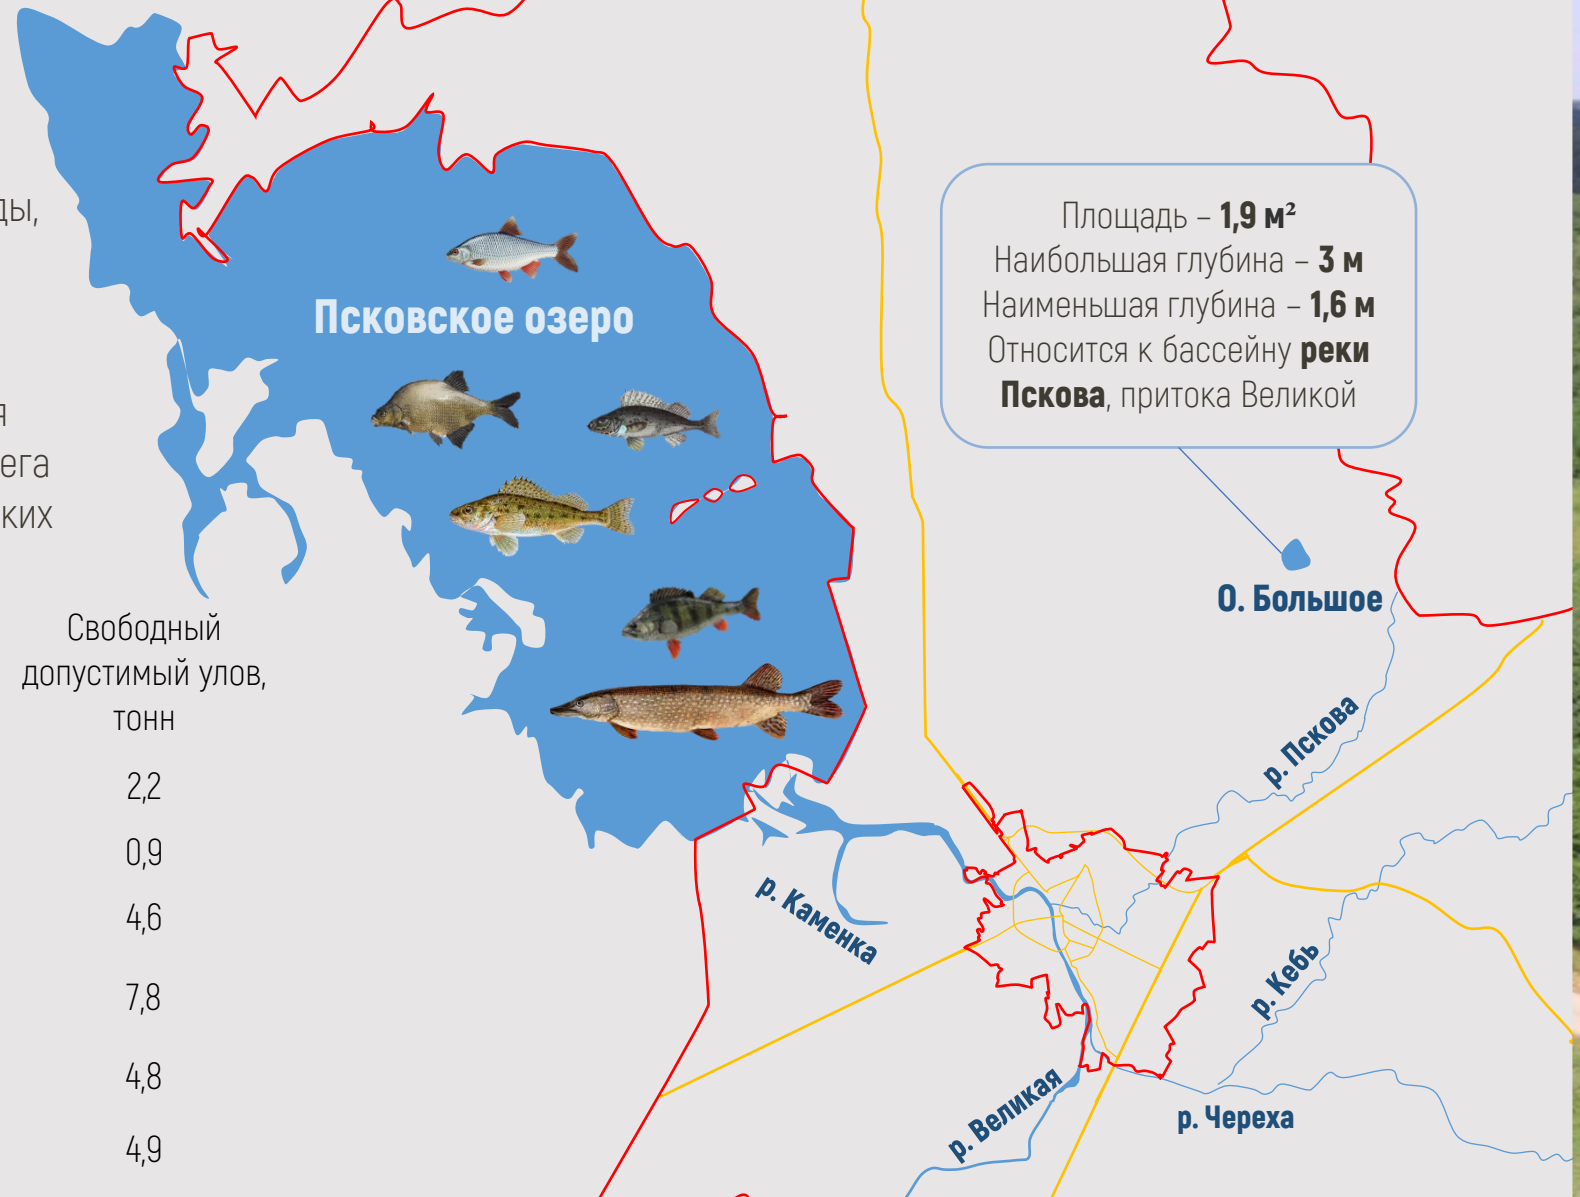 ды,
я
ега
ких
Свободный
допустимый улов,
тонн
2,2
0,9
4,6
7,8
4,8
4,9
Псковское озеро
Площадь – 1,9 м²
Наибольшая глубина – 3 м
Наименьшая глубина – 1,6 м
Относится к бассейну реки
Пскова, притока Великой
О. Большое
р. Пскова
р. Каменка
р. Кебь
р. Великая
р. Череха